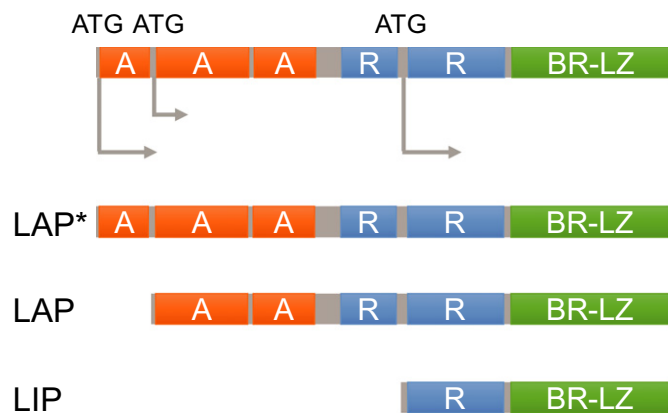 ATG ATG ATG
A A A R R BR-LZ
LAP* A A A R R BR-LZ
LAP A A R R BR-LZ
LIP R BR-LZ